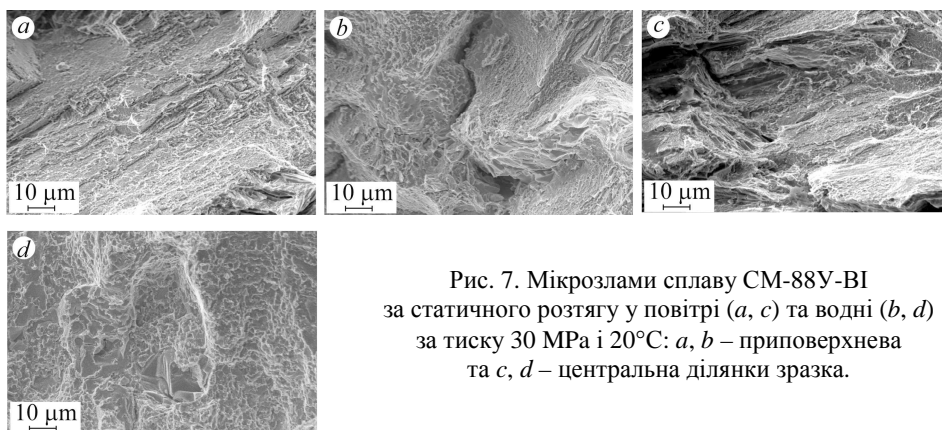 a
b
c
10 µm
10 µm
10 µm
d
10 µm
Рис. 7. Мікрозлами сплаву СМ-88У-ВІ
за статичного розтягу у повітрі (a, c) та водні (b, d)
за тиску 30 МРа і 20°С: a, b – приповерхнева
та c, d – центральна ділянки зразка.